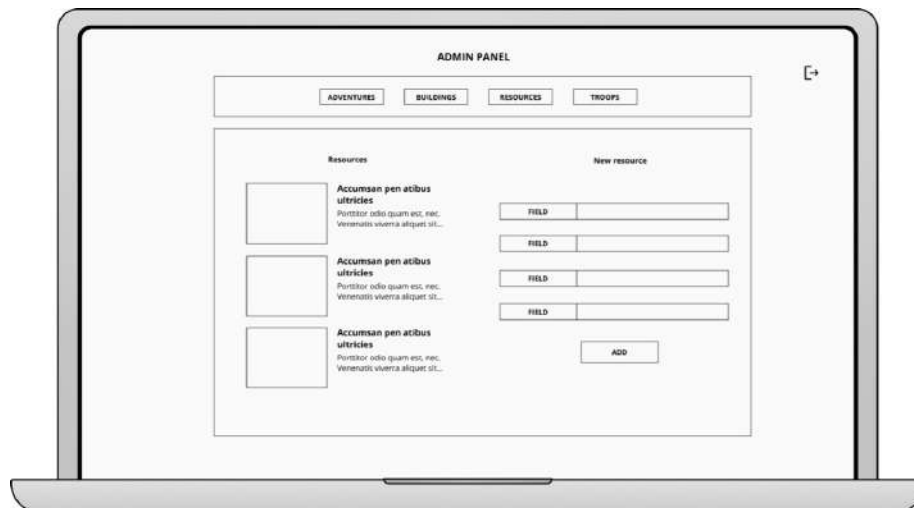 ADMIN PANEL
ADVENTURES BUILDINGS RESOURCES TROOPS
Resources
Accumsan pen atibus
ultricies
Porttitor odio quam est, nec.
Venenatis viverra aliquet sit...
Accumsan pen atibus
ultricies
Porttitor odio quam est, nec.
Venenatis viverra aliquet sit...
Accumsan pen atibus
ultricies
Porttitor odio quam est, nec.
Venenatis viverra aliquet sit...
New resource
FIELD
FIELD
FIELD
FIELD
ADD